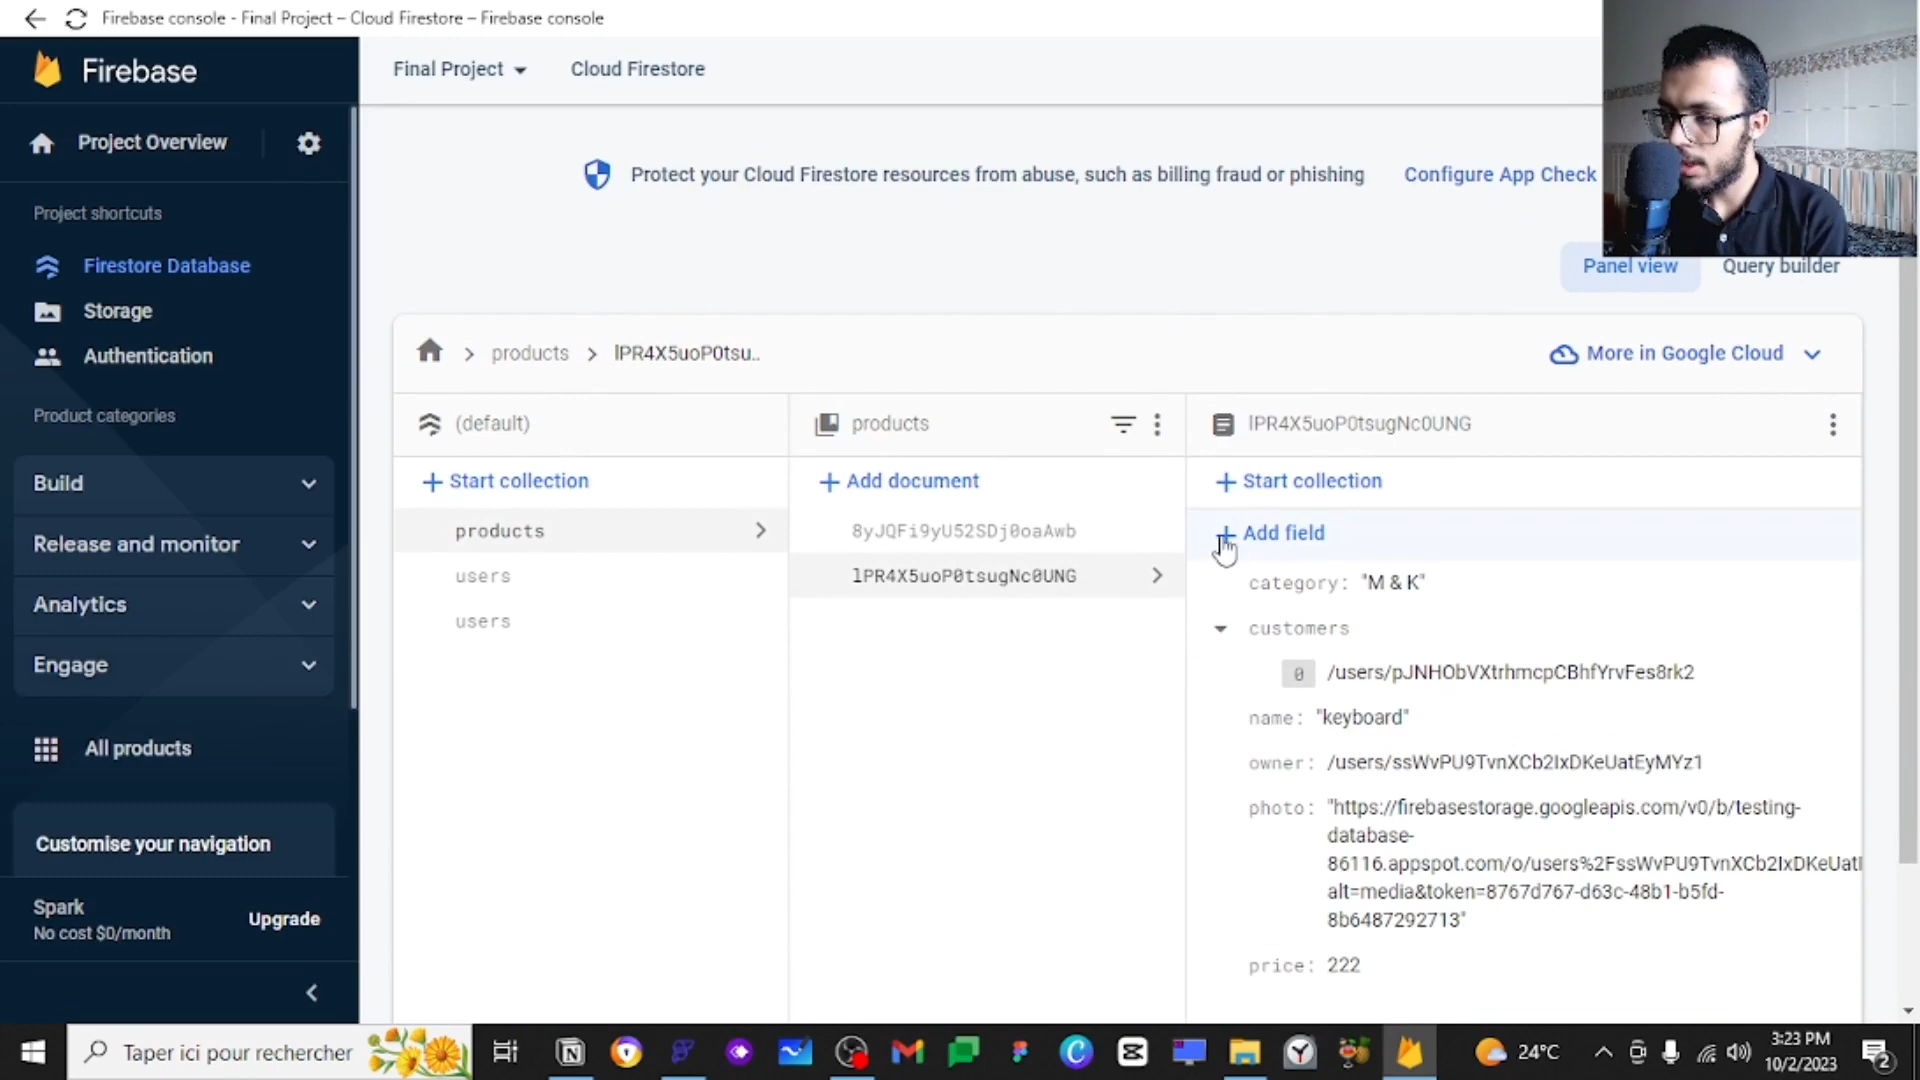 Firebase console - Final Project – Cloud Firestore – Firebase console
Firebase
Final Project
Cloud Firestore
Project Overview
Protect your Cloud Firestore resources from abuse, such as billing fraud or phishing
Configure App Check
Project shortcuts
Firestore Database
Storage
Authentication
Product categories
Build
Release and monitor
Analytics
Engage
All products
Customise your navigation
Spark
No cost $0/month
Upgrade
Panel view
Query builder
products
lPR4X5uoP0tsu..
More in Google Cloud
(default)
Start collection
products
users
users
products
Add document
8yJQFi9yU52SDj0oaAwb
lPR4X5uoP0tsugNc0UNG
lPR4X5uoP0tsugNc0UNG
Start collection
Add field
category: "M & K"
customers
0 /users/pJNHObVXtrhmcpCBhfYrvFes8rk2
name: "keyboard"
owner: /users/ssWvPU9TvnXCb2IxDKeUatEyMYz1
photo: "https://firebasestorage.googleapis.com/v0/b/testing-
database-
86116.appspot.com/o/users%2FssWvPU9TvnXCb2IxDKeUatI
alt=media&token=8767d767-d63c-48b1-b5fd-
8b6487292713"
price: 222
Taper ici pour rechercher
24°C
3:23 PM
10/2/2023
2